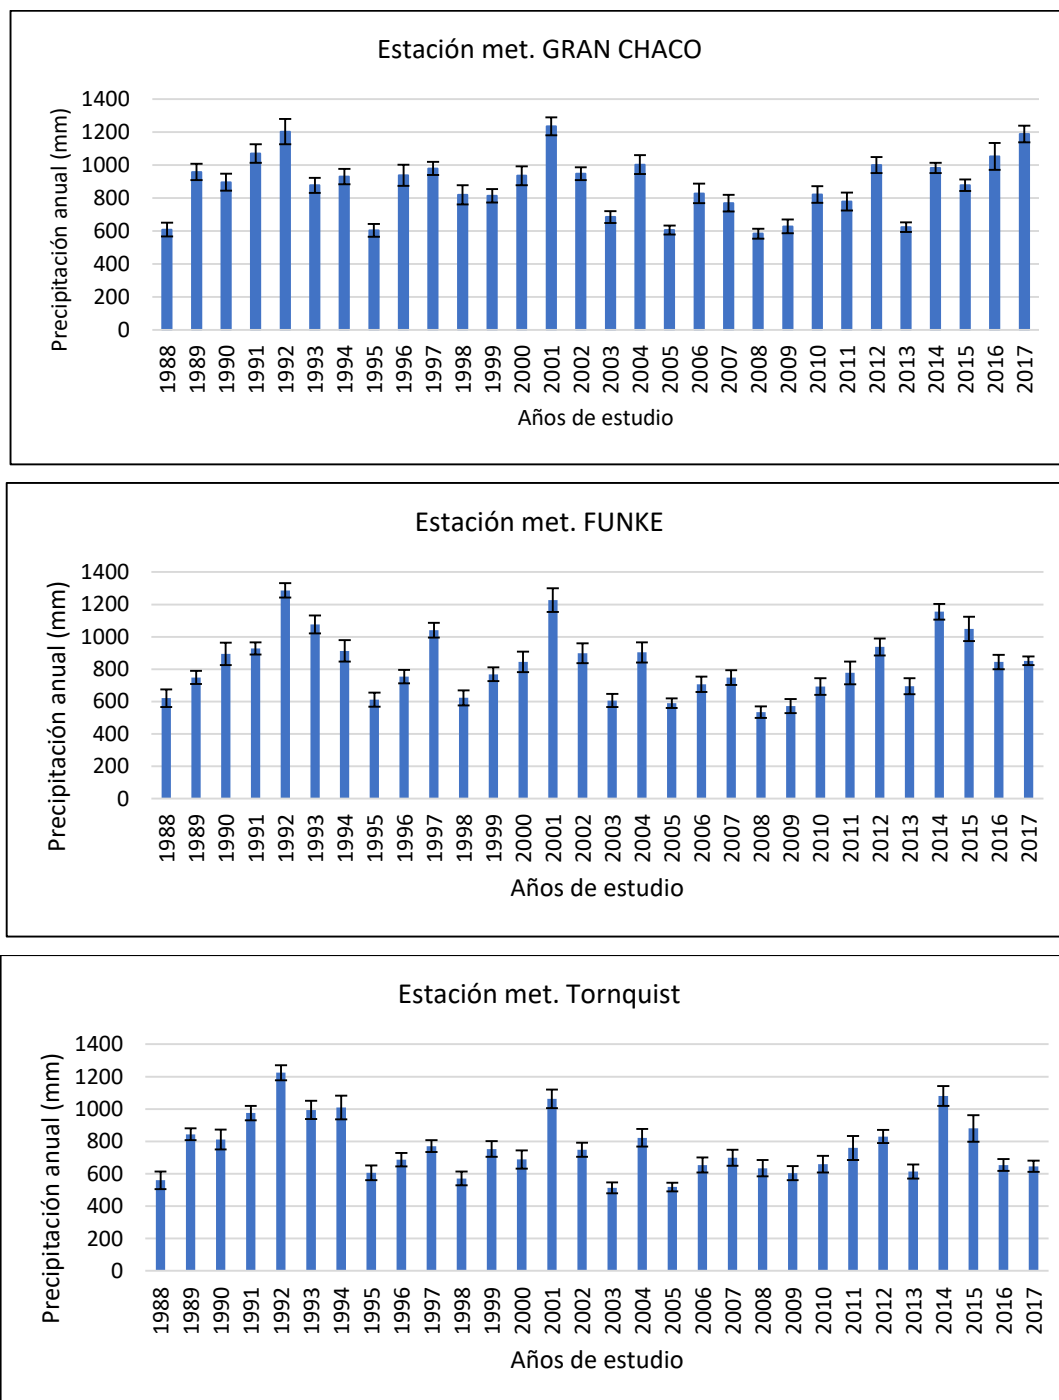 Estación met. GRAN CHACO
Precipitación anual (mm)
1400
1200
1000
800
600
400
200
0
1988 1989 1990 1991 1992 1993 1994 1995 1996 1997 1998 1999 2000 2001 2002 2003 2004 2005 2006 2007 2008 2009 2010 2011 2012 2013 2014 2015 2016 2017
Años de estudio
Estación met. FUNKE
Precipitación anual (mm)
1400
1200
1000
800
600
400
200
0
1988 1989 1990 1991 1992 1993 1994 1995 1996 1997 1998 1999 2000 2001 2002 2003 2004 2005 2006 2007 2008 2009 2010 2011 2012 2013 2014 2015 2016 2017
Años de estudio
Estación met. Tornquist
Precipitación anual (mm)
1400
1200
1000
800
600
400
200
0
1988 1989 1990 1991 1992 1993 1994 1995 1996 1997 1998 1999 2000 2001 2002 2003 2004 2005 2006 2007 2008 2009 2010 2011 2012 2013 2014 2015 2016 2017
Años de estudio